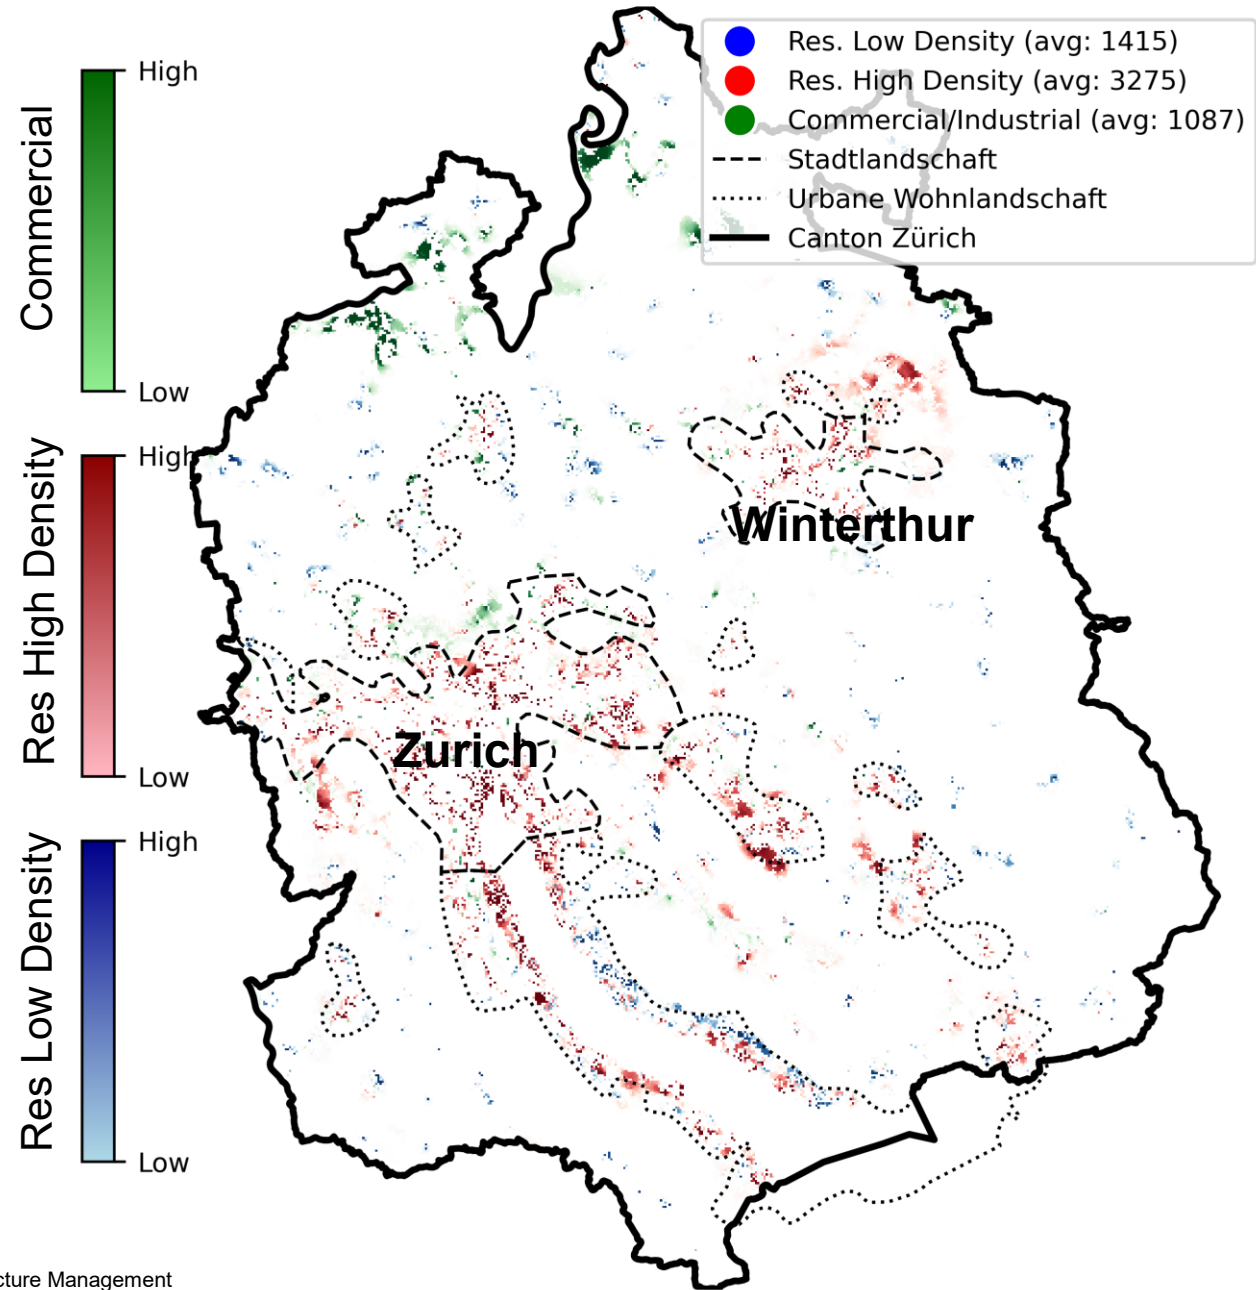 Res. Low Density (avg: 1415)
Res. High Density (avg: 3275)
Commercial/Industrial (avg: 1087)
Stadtlandschaft
Urbane Wohnlandschaft
Canton Zürich
Commercial
High
Low
Res High Density
High
Low
Res Low Density
High
Low
Winterthur
Zurich
cture Management